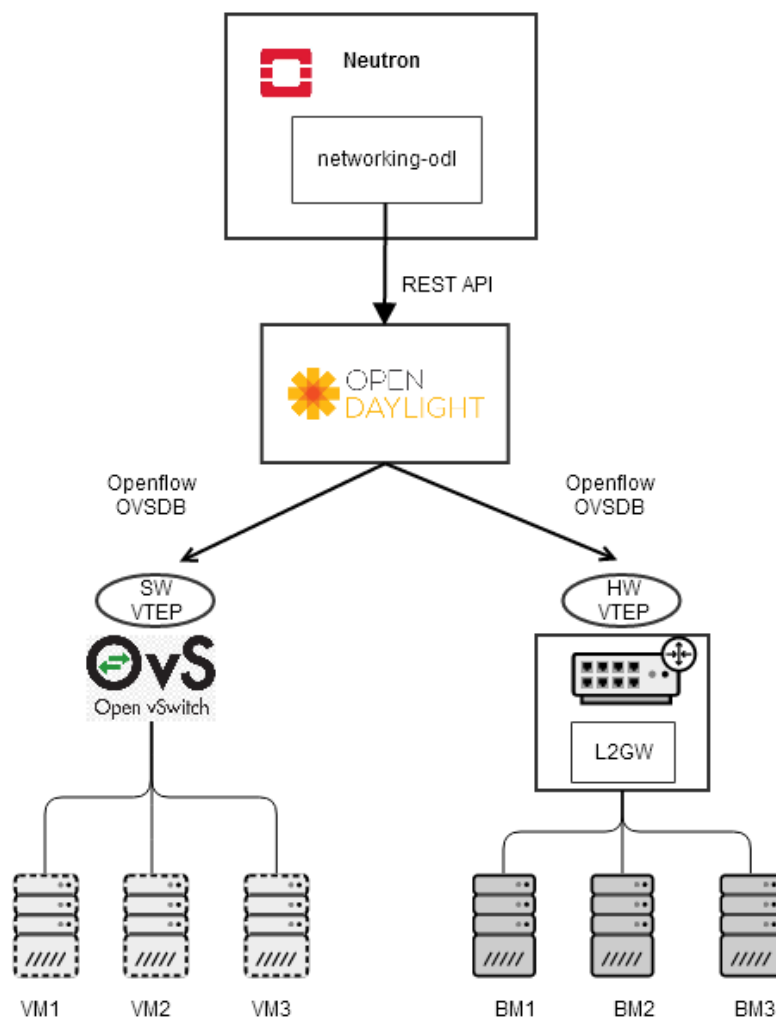 Neutron
networking-odl
REST API
OPEN
DAYLIGHT
Openflow
OVSDB
Openflow
OVSDB
SW
VTEP
HW
VTEP
OvS
Open vSwitch
L2GW
VM1
VM2
VM3
BM1
BM2
BM3